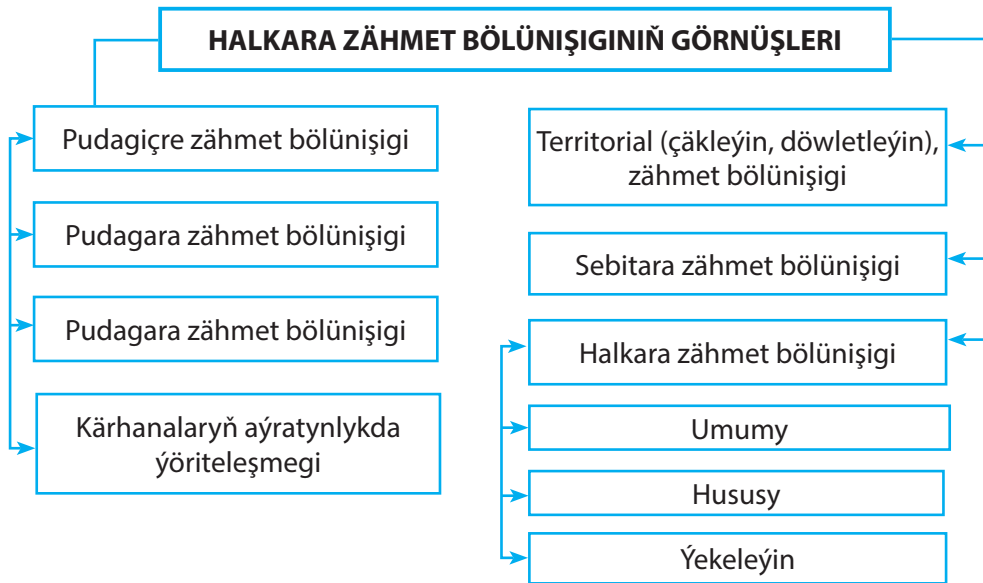 HALKARA ZÄHMET BÖLÜNIŞIGINIŇ GÖRNÜŞLERI
Pudagiçre zähmet bölünişigi
Pudagara zähmet bölünişigi
Pudagara zähmet bölünişigi
Kärhanalaryň aýratynlykda
ýöriteleşmegi
Territorial (çäkleýin, döwletleýin),
zähmet bölünişigi
Sebitara zähmet bölünişigi
Halkara zähmet bölünişigi
Umumy
Hususy
Ýekeleýin